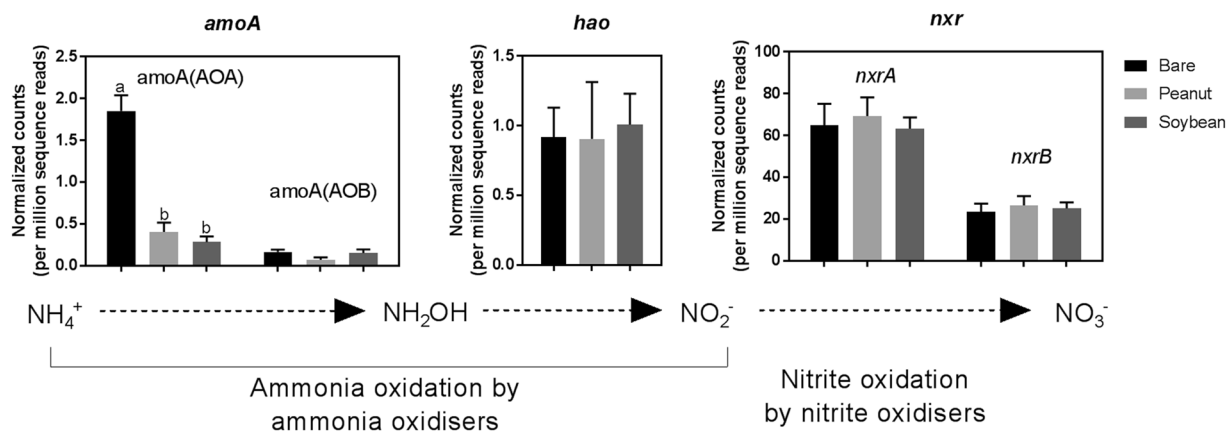 amoA
hao
nxr
Normalized counts
(per million sequence reads)
2.5
2.0
1.5
1.0
0.5
0.0
amoA(AOA)
a
b
b
amoA(AOB)
Normalized counts
(per million sequence reads)
1.5
1.0
0.5
0.0
Normalized counts
(per million sequence reads)
100
80
60
40
20
0
nxrA
nxrB
Bare
Peanut
Soybean
NH₄⁺
NH₂OH
NO₂⁻
NO₃⁻
Ammonia oxidation by
ammonia oxidisers
Nitrite oxidation
by nitrite oxidisers